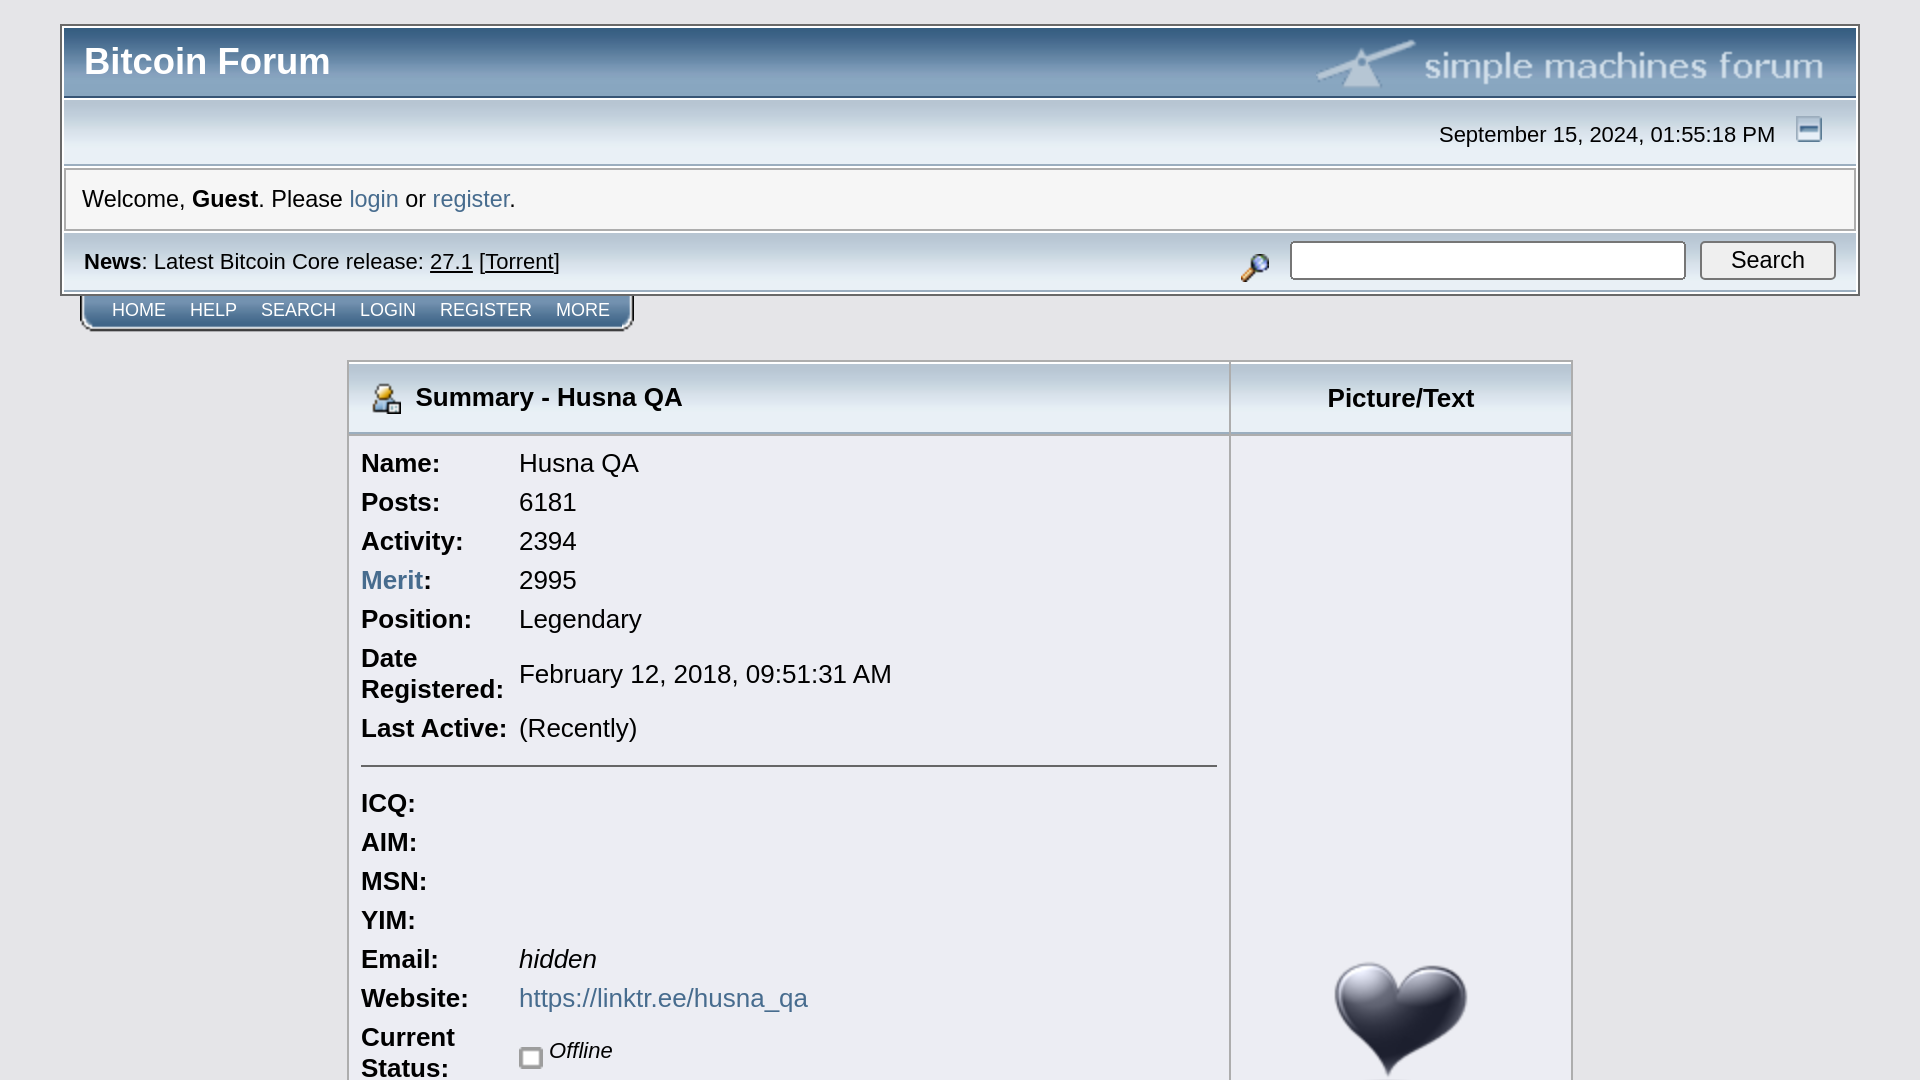 Bitcoin Forum
simple machines forum
September 15, 2024, 01:55:18 PM
Welcome, Guest. Please login or register.
News: Latest Bitcoin Core release: 27.1 [Torrent]
Search
HOME HELP SEARCH LOGIN REGISTER MORE
Summary - Husna QA
Picture/Text
Name: Husna QA
Posts: 6181
Activity: 2394
Merit: 2995
Position: Legendary
Date
Registered: February 12, 2018, 09:51:31 AM
Last Active: (Recently)
ICQ:
AIM:
MSN:
YIM:
Email: hidden
Website: https://linktr.ee/husna_qa
Current
Status: Offline